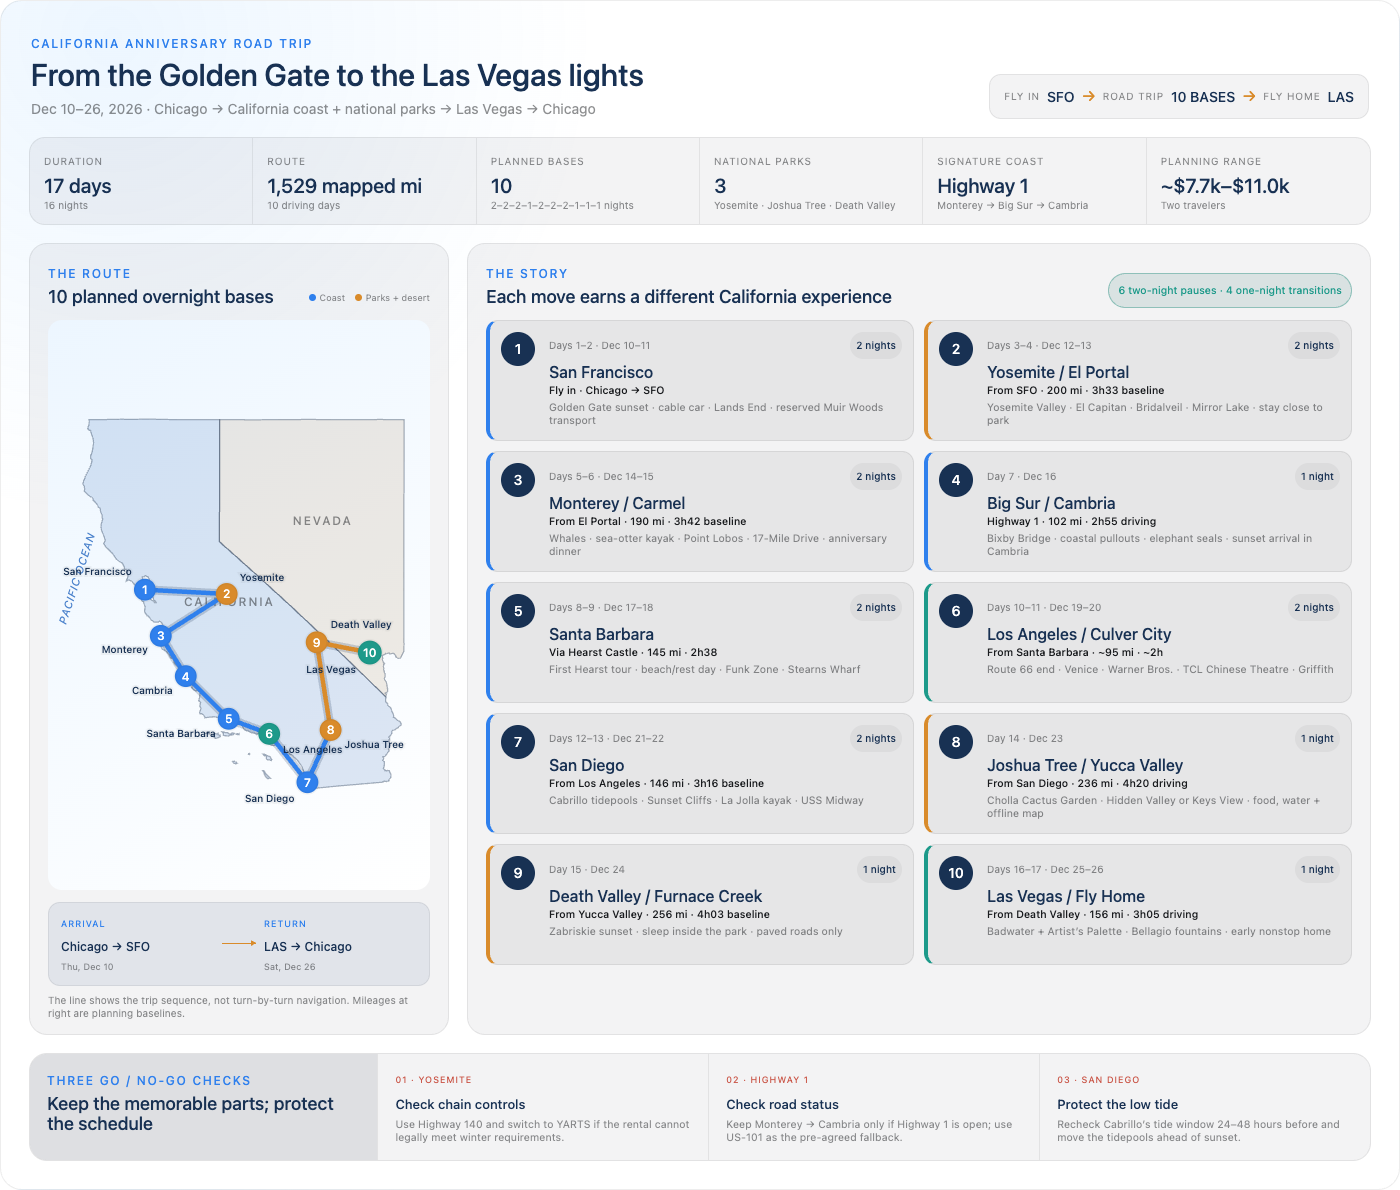 CALIFORNIA ANNIVERSARY ROAD TRIP
From the Golden Gate to the Las Vegas lights
Dec 10–26, 2026 · Chicago → California coast + national parks → Las Vegas → Chicago
FLY IN SFO → ROAD TRIP 10 BASES → FLY HOME LAS
DURATION
17 days
16 nights
ROUTE
1,529 mapped mi
10 driving days
PLANNED BASES
10
2–2–2–1–2–2–2–1–1–1 nights
NATIONAL PARKS
3
Yosemite · Joshua Tree · Death Valley
SIGNATURE COAST
Highway 1
Monterey → Big Sur → Cambria
PLANNING RANGE
~$7.7k–$11.0k
Two travelers
THE ROUTE
10 planned overnight bases
Coast
Parks + desert
NEVADA
CALIFORNIA
PACIFIC OCEAN
San Francisco
1
2
Yosemite
3
Monterey
4
Cambria
5
Santa Barbara
6
Los Angeles
7
San Diego
8
Joshua Tree
9
Death Valley
10
Las Vegas
ARRIVAL
Chicago → SFO
Thu, Dec 10
RETURN
LAS → Chicago
Sat, Dec 26
The line shows the trip sequence, not turn-by-turn navigation. Mileages at
right are planning baselines.
THE STORY
Each move earns a different California experience
6 two-night pauses · 4 one-night transitions
1
Days 1–2 · Dec 10–11
2 nights
San Francisco
Fly in · Chicago → SFO
Golden Gate sunset · cable car · Lands End · reserved Muir Woods
transport
2
Days 3–4 · Dec 12–13
2 nights
Yosemite / El Portal
From SFO · 200 mi · 3h33 baseline
Yosemite Valley · El Capitan · Bridalveil · Mirror Lake · stay close to
park
3
Days 5–6 · Dec 14–15
2 nights
Monterey / Carmel
From El Portal · 190 mi · 3h42 baseline
Whales · sea-otter kayak · Point Lobos · 17-Mile Drive · anniversary
dinner
4
Day 7 · Dec 16
1 night
Big Sur / Cambria
Highway 1 · 102 mi · 2h55 driving
Bixby Bridge · coastal pullouts · elephant seals · sunset arrival in
Cambria
5
Days 8–9 · Dec 17–18
2 nights
Santa Barbara
Via Hearst Castle · 145 mi · 2h38
First Hearst tour · beach/rest day · Funk Zone · Stearns Wharf
6
Days 10–11 · Dec 19–20
2 nights
Los Angeles / Culver City
From Santa Barbara · ~95 mi · ~2h
Route 66 end · Venice · Warner Bros. · TCL Chinese Theatre · Griffith
7
Days 12–13 · Dec 21–22
2 nights
San Diego
From Los Angeles · 146 mi · 3h16 baseline
Cabrillo tidepools · Sunset Cliffs · La Jolla kayak · USS Midway
8
Day 14 · Dec 23
1 night
Joshua Tree / Yucca Valley
From San Diego · 236 mi · 4h20 driving
Cholla Cactus Garden · Hidden Valley or Keys View · food, water +
offline map
9
Day 15 · Dec 24
1 night
Death Valley / Furnace Creek
From Yucca Valley · 256 mi · 4h03 baseline
Zabriskie sunset · sleep inside the park · paved roads only
10
Days 16–17 · Dec 25–26
1 night
Las Vegas / Fly Home
From Death Valley · 156 mi · 3h05 driving
Badwater + Artist's Palette · Bellagio fountains · early nonstop home
THREE GO / NO-GO CHECKS
Keep the memorable parts; protect
the schedule
01 · YOSEMITE
Check chain controls
Use Highway 140 and switch to YARTS if the rental cannot
legally meet winter requirements.
02 · HIGHWAY 1
Check road status
Keep Monterey → Cambria only if Highway 1 is open; use
US-101 as the pre-agreed fallback.
03 · SAN DIEGO
Protect the low tide
Recheck Cabrillo's tide window 24–48 hours before and
move the tidepools ahead of sunset.